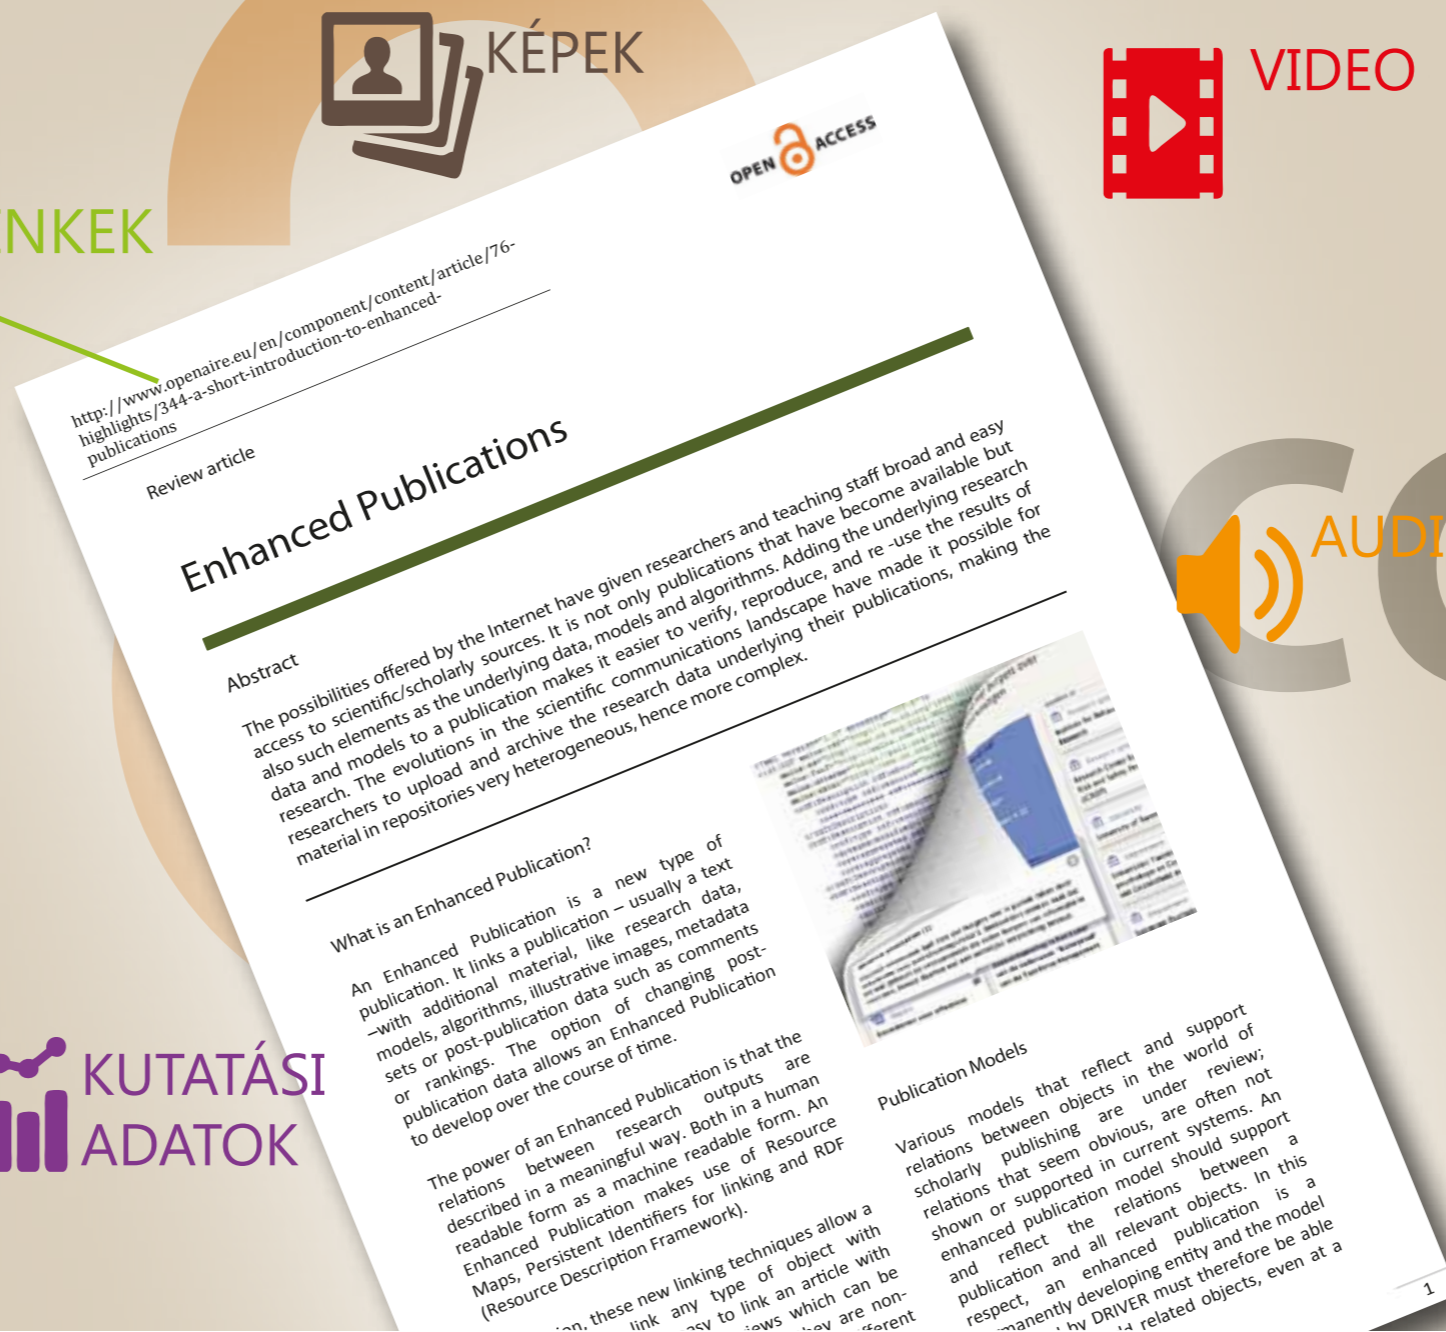 KÉPEK
VIDEO
OPEN ACCESS
http://www.openaire.eu/en/component/content/article/76-
highlights/344-a-short-introduction-to-enhanced-
publications
Review article
Enhanced Publications
Abstract
The possibilities offered by the Internet have given researchers and teaching staff broad and easy
access to scientific/scholarly sources. It is not only publications that have become available but
also such elements as the underlying data, models and algorithms. Adding the underlying research
data and models to a publication makes it easier to verify, reproduce, and re -use the results of
research. The evolutions in the scientific communications landscape have made it possible for
researchers to upload and archive the research data underlying their publications, making the
material in repositories very heterogeneous, hence more complex.
What is an Enhanced Publication?
An Enhanced Publication is a new type of
publication. It links a publication – usually a text
–with additional material, like research data,
models, algorithms, illustrative images, metadata
sets or post-publication data such as comments
or rankings. The option of changing post-
publication data allows an Enhanced Publication
to develop over the course of time.
The power of an Enhanced Publication is that the
relations between research outputs are
described in a meaningful way. Both in a human
readable form as a machine readable form. An
Enhanced Publication makes use of Resource
Maps, Persistent Identifiers for linking and RDF
(Resource Description Framework).
these new linking techniques allow a
link any type of object with
to link an article with
which can be
are non-
Publication Models
Various models that reflect and support
relations between objects in the world of
scholarly publishing are under review;
relations that seem obvious, are often not
shown or supported in current systems. An
enhanced publication model should support
and reflect the relations between a
publication and all relevant objects. In this
respect, an enhanced publication is a
developing entity and the model
by DRIVER must therefore be able
related objects, even at a
1
NKEK
AUDI
KUTATÁSI
ADATOK